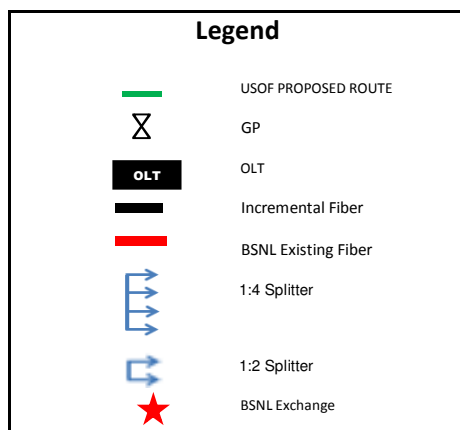 Legend
USOF PROPOSED ROUTE
GP
OLT OLT
Incremental Fiber
BSNL Existing Fiber
1:4 Splitter
1:2 Splitter
BSNL Exchange